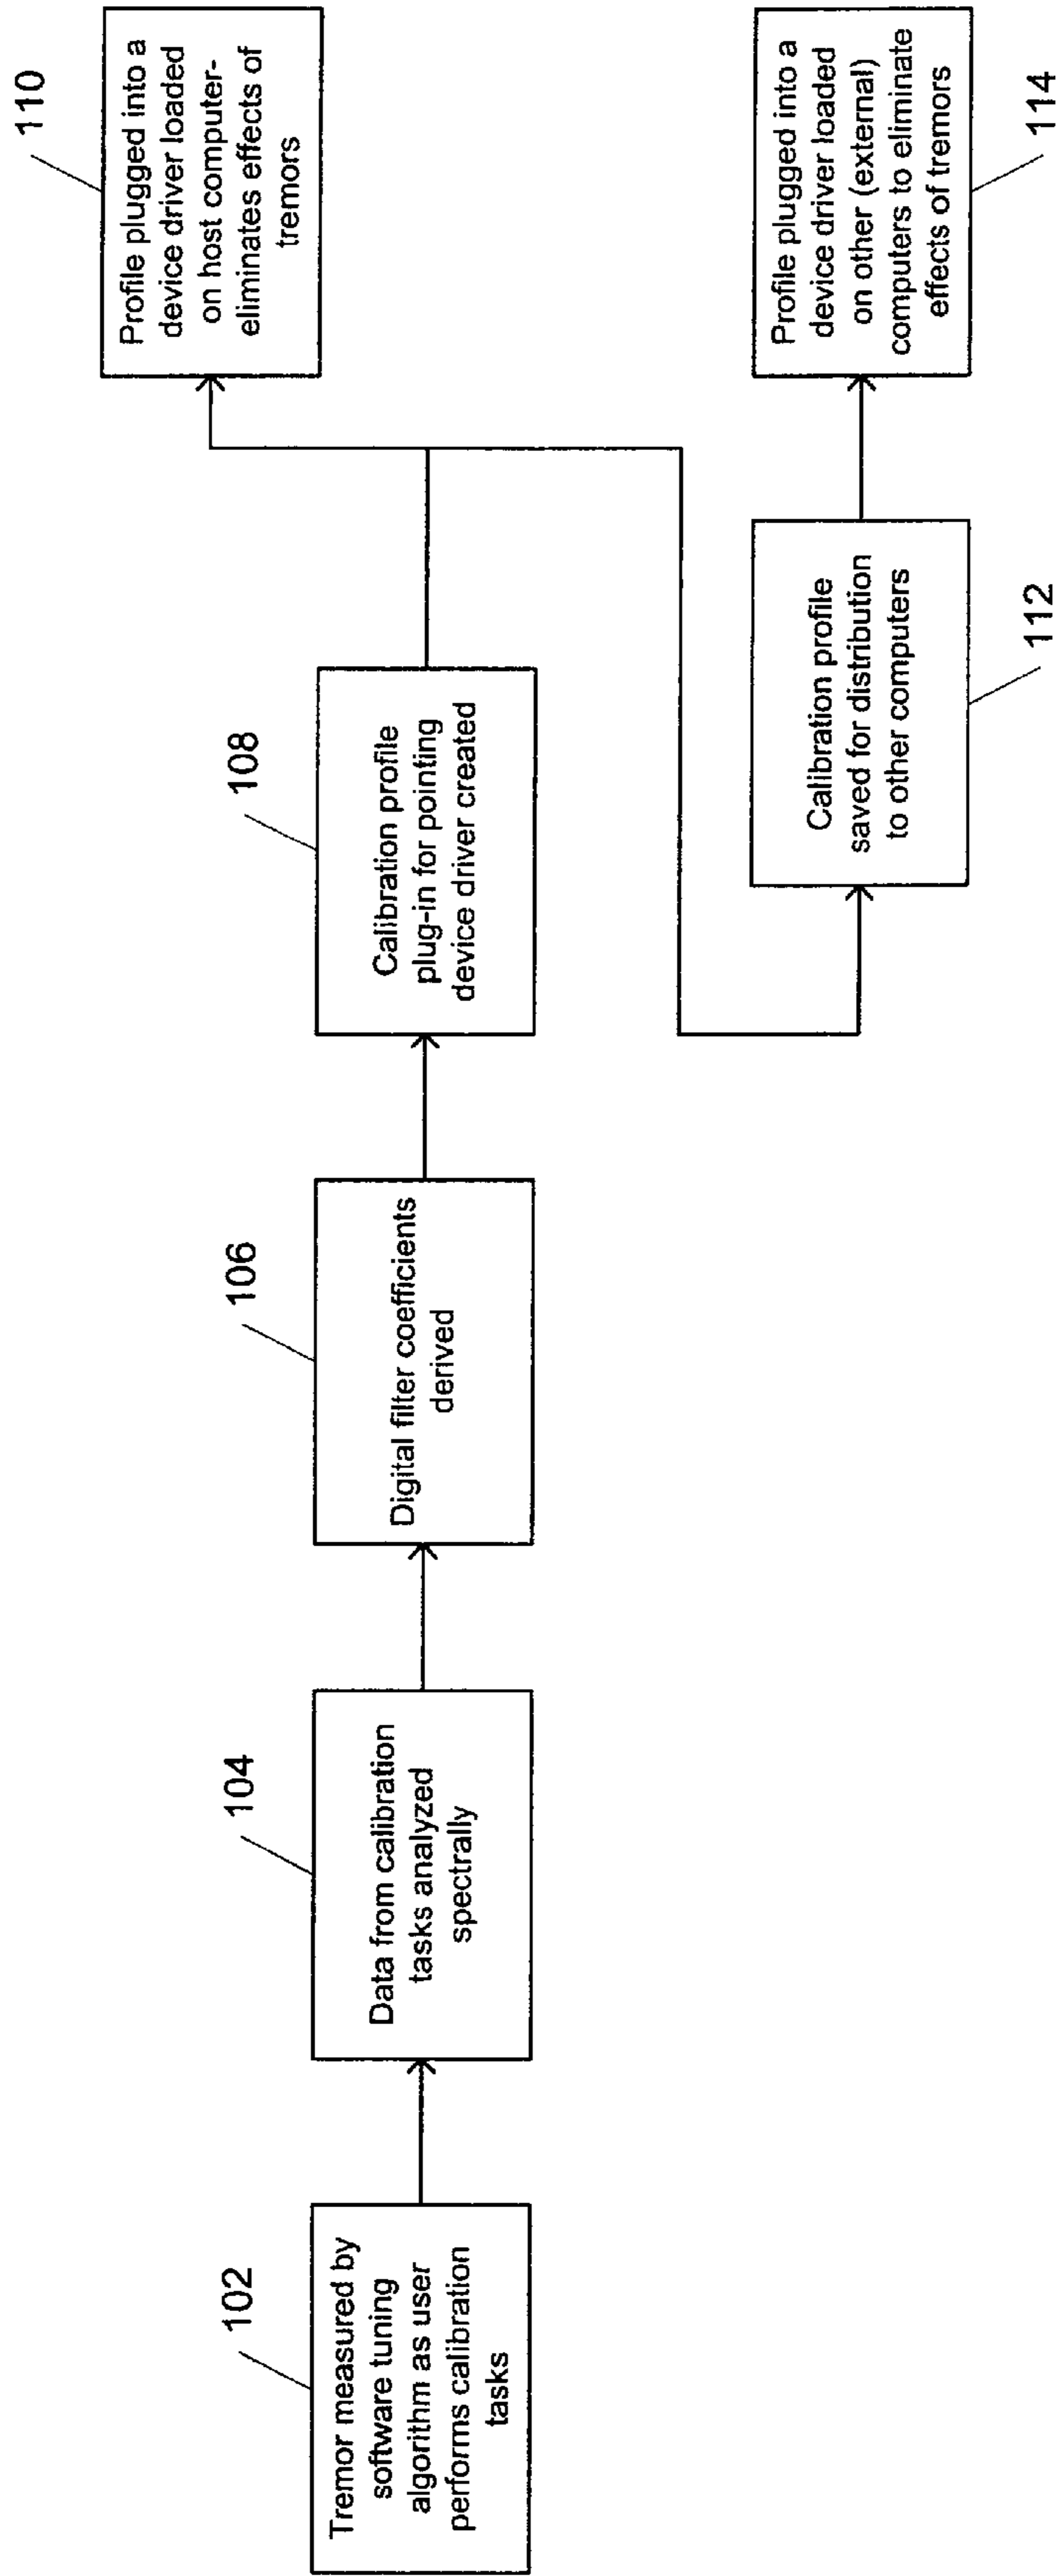 102
Tremor measured by
software tuning
algorithm as user
performs calibration
tasks
104
Data from calibration
tasks analyzed
spectrally
106
Digital filter coefficients
derived
108
Calibration profile
plug-in for pointing
device driver created
110
Profile plugged into a
device driver loaded
on host computer-
eliminates effects of
tremors
Calibration profile
saved for distribution
to other computers
112
Profile plugged into a
device driver loaded
on other (external)
computers to eliminate
effects of tremors
114